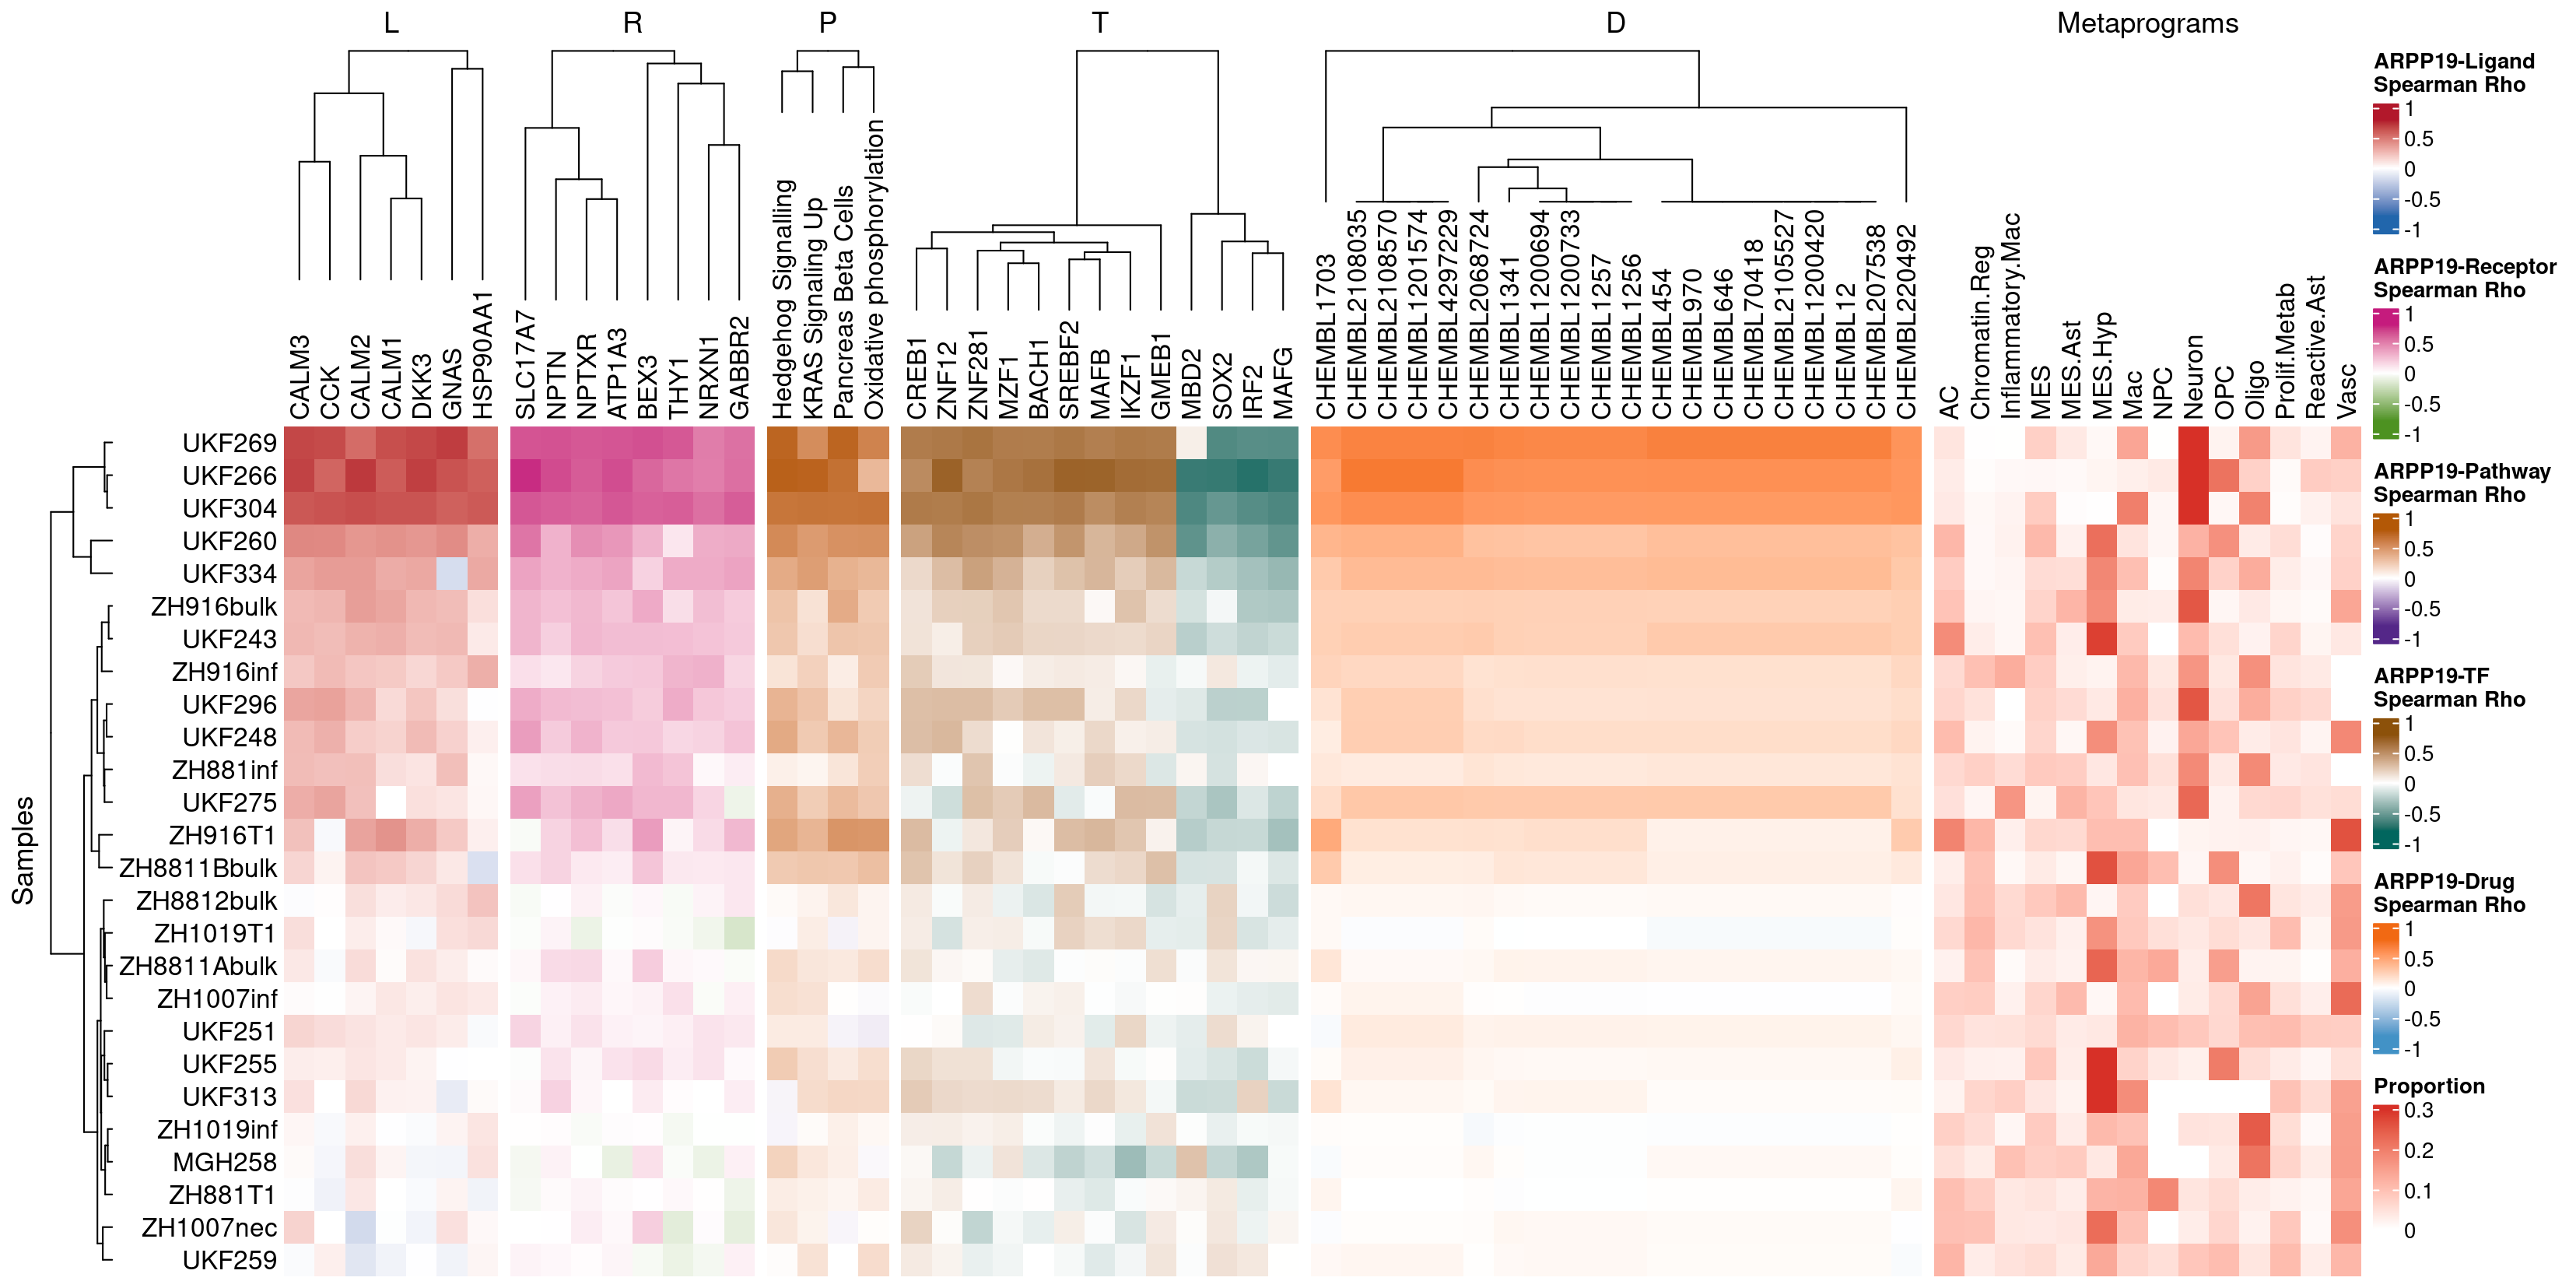 L R P T D Metaprograms
CALM3
CCK
CALM2
CALM1
DKK3
GNAS
HSP90AA1
SLC17A7
NPTN
NPTXR
ATP1A3
BEX3
THY1
NRXN1
GABBR2
Hedgehog Signalling
KRAS Signaling Up
Pancreas Beta Cells
Oxidative phosphorylation
CREB1
ZNF12
ZNF281
MZF1
BACH1
SREBF2
MAFB
IKZF1
GMEB1
MBD2
SOX2
IRF2
MAFG
CHEMBL1703
CHEMBL2108035
CHEMBL2108570
CHEMBL1201574
CHEMBL4297229
CHEMBL2068724
CHEMBL1341
CHEMBL1200694
CHEMBL1200733
CHEMBL1257
CHEMBL1256
CHEMBL454
CHEMBL970
CHEMBL646
CHEMBL70418
CHEMBL2105527
CHEMBL1200420
CHEMBL12
CHEMBL207538
CHEMBL2220492
AC
Chromatin.Reg
Inflammatory.Mac
MES
MES.Ast
MES.Hyp
Mac
NPC
Neuron
OPC
Oligo
Prolif.Metab
Reactive.Ast
Vasc
Samples
UKF269
UKF266
UKF304
UKF260
UKF334
ZH916bulk
UKF243
ZH916inf
UKF296
UKF248
ZH881inf
UKF275
ZH916T1
ZH8811Bbulk
ZH8812bulk
ZH1019T1
ZH8811Abulk
ZH1007inf
UKF251
UKF255
UKF313
ZH1019inf
MGH258
ZH881T1
ZH1007nec
UKF259
ARPP19-Ligand
Spearman Rho
1
0.5
0
-0.5
-1
ARPP19-Receptor
Spearman Rho
1
0.5
0
-0.5
-1
ARPP19-Pathway
Spearman Rho
1
0.5
0
-0.5
-1
ARPP19-TF
Spearman Rho
1
0.5
0
-0.5
-1
ARPP19-Drug
Spearman Rho
1
0.5
0
-0.5
-1
Proportion
0.3
0.2
0.1
0